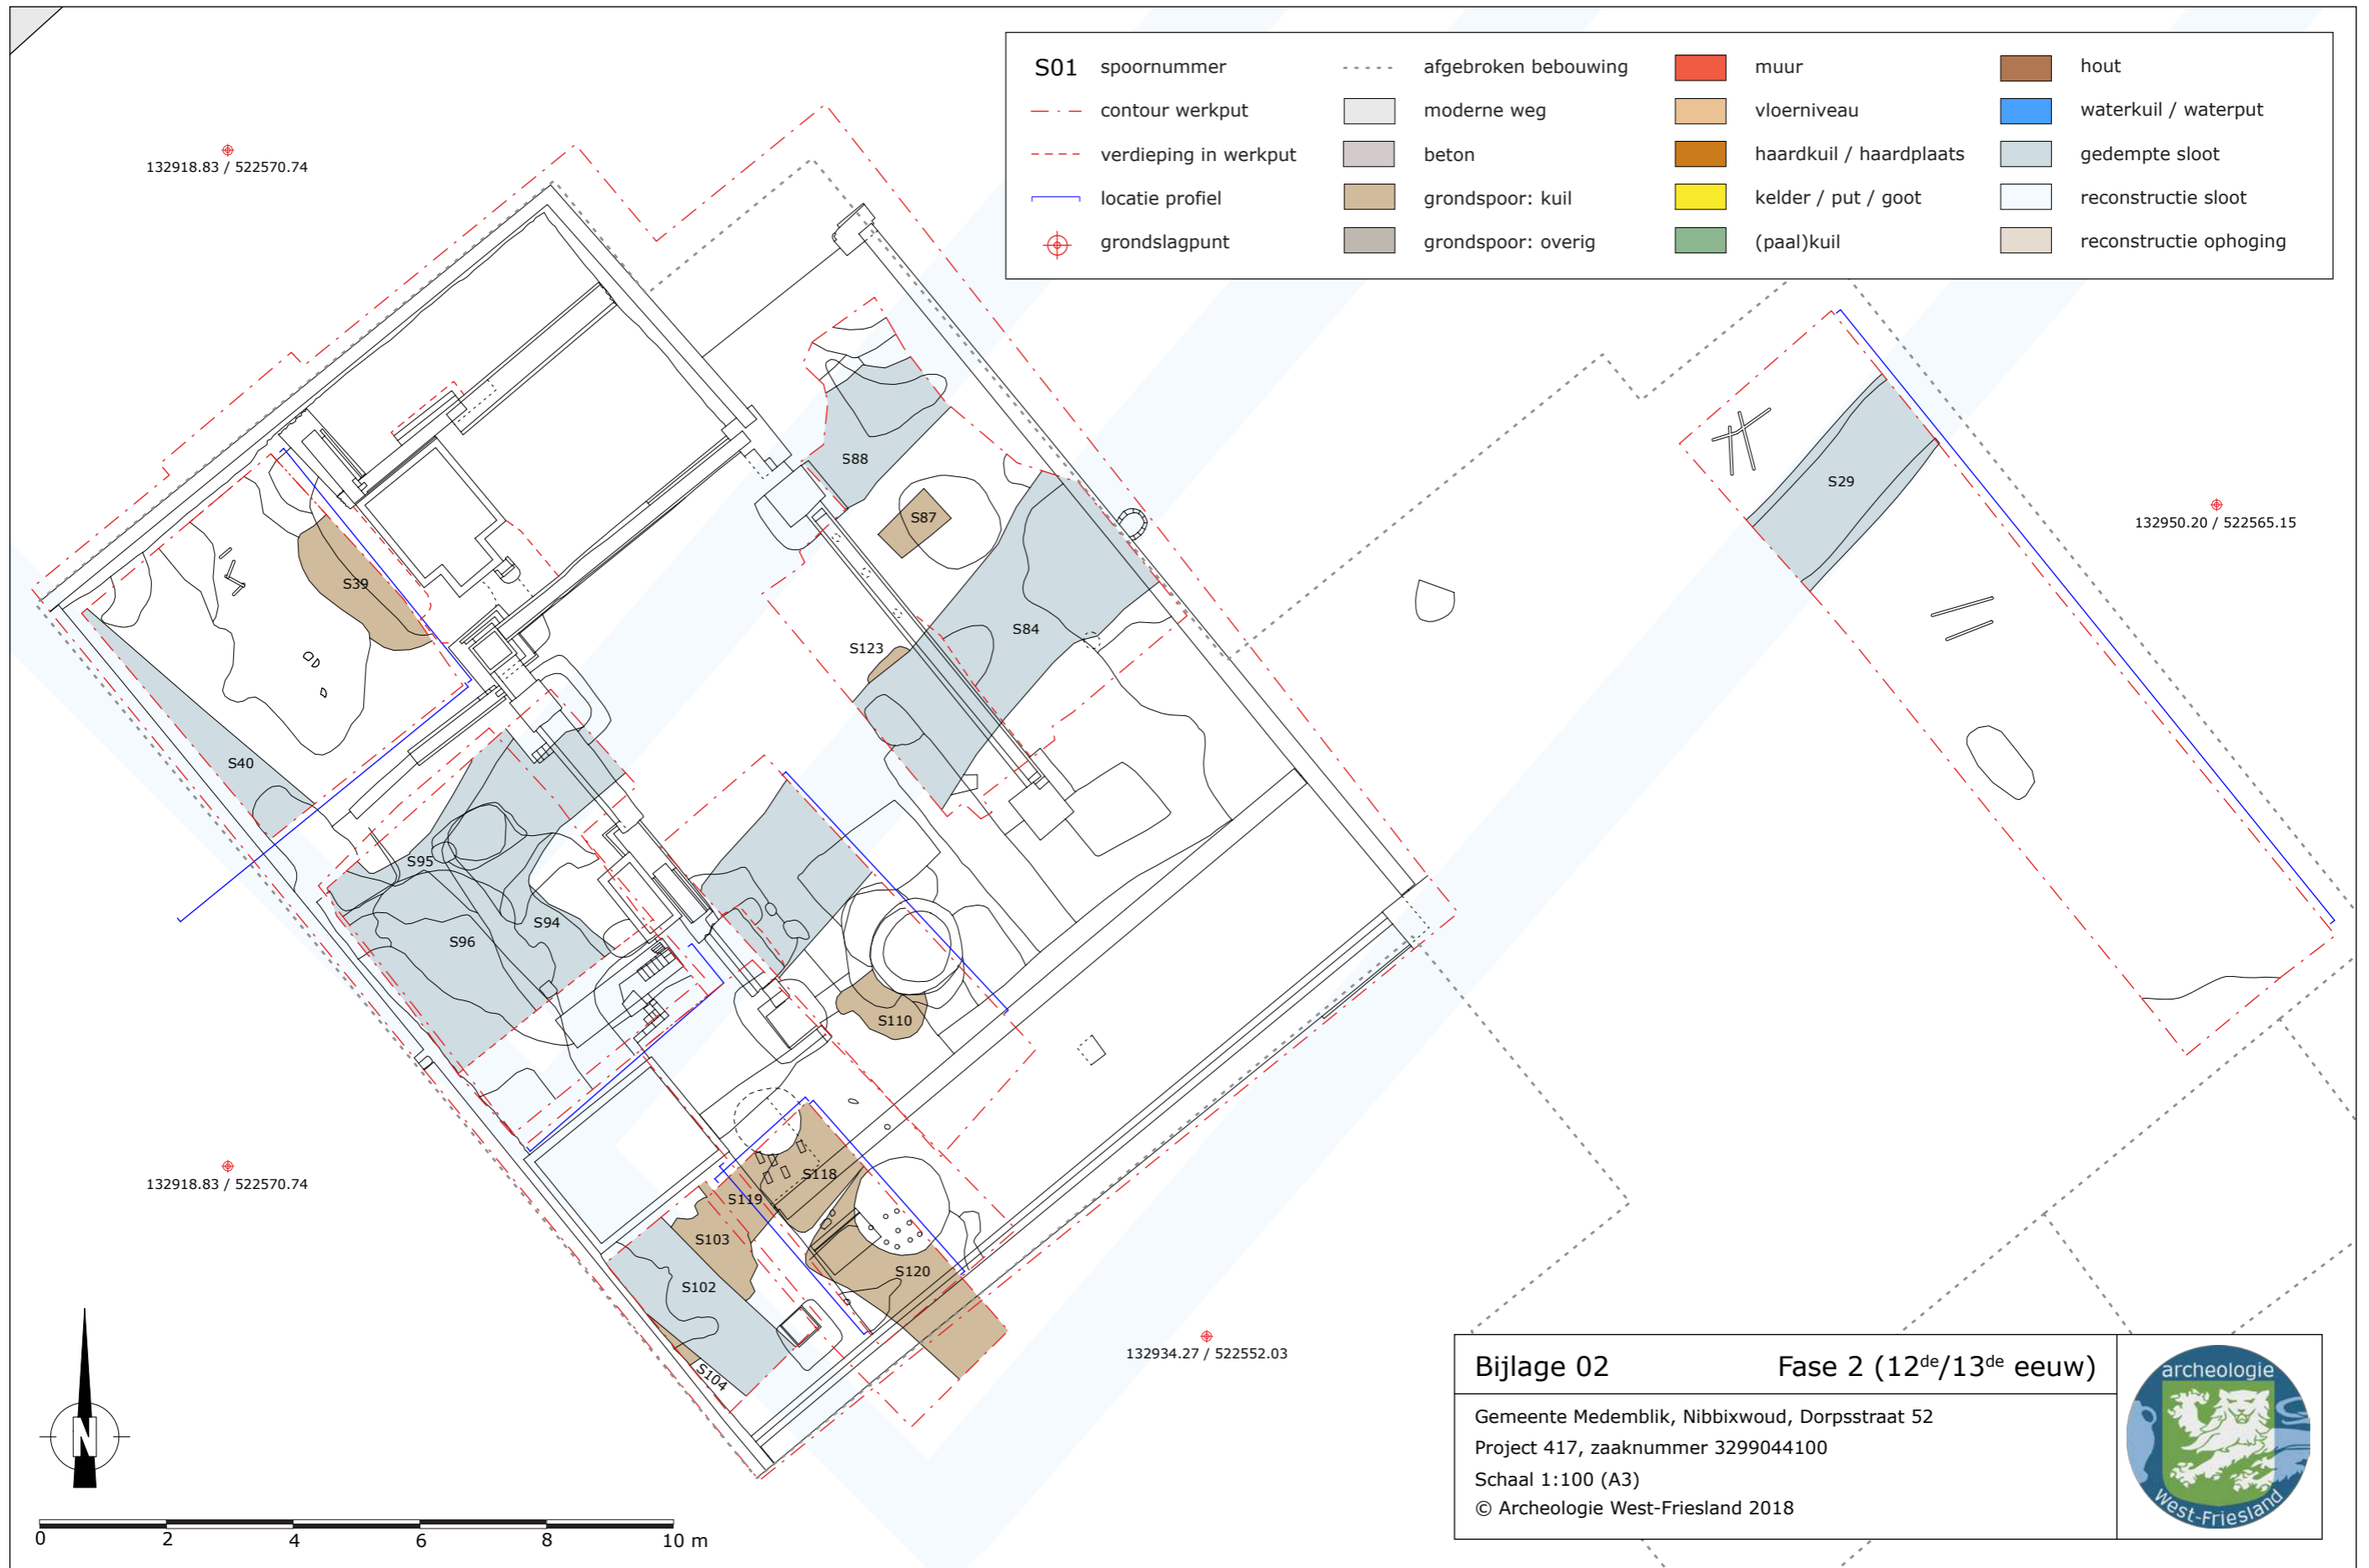 S01 spoornummer
contour werkput
verdieping in werkput
locatie profiel
grondslagpunt
afgebroken bebouwing
moderne weg
beton
grondspoor: kuil
grondspoor: overig
muur
vloerniveau
haardkuil / haardplaats
kelder / put / goot
(paal)kuil
hout
waterkuil / waterput
gedempte sloot
reconstructie sloot
reconstructie ophoging
132918.83 / 522570.74
S88
S29
S87
132950.20 / 522565.15
S39
S84
S123
S40
S95
S94
S96
S110
132918.83 / 522570.74
S118
S119
S103
S120
S102
S104
132934.27 / 522552.03
N
0 2 4 6 8 10 m
Bijlage 02 Fase 2 (12de/13de eeuw)
Gemeente Medemblik, Nibbixwoud, Dorpsstraat 52
Project 417, zaaknummer 3299044100
Schaal 1:100 (A3)
© Archeologie West-Friesland 2018
archeologie
West-Friesland